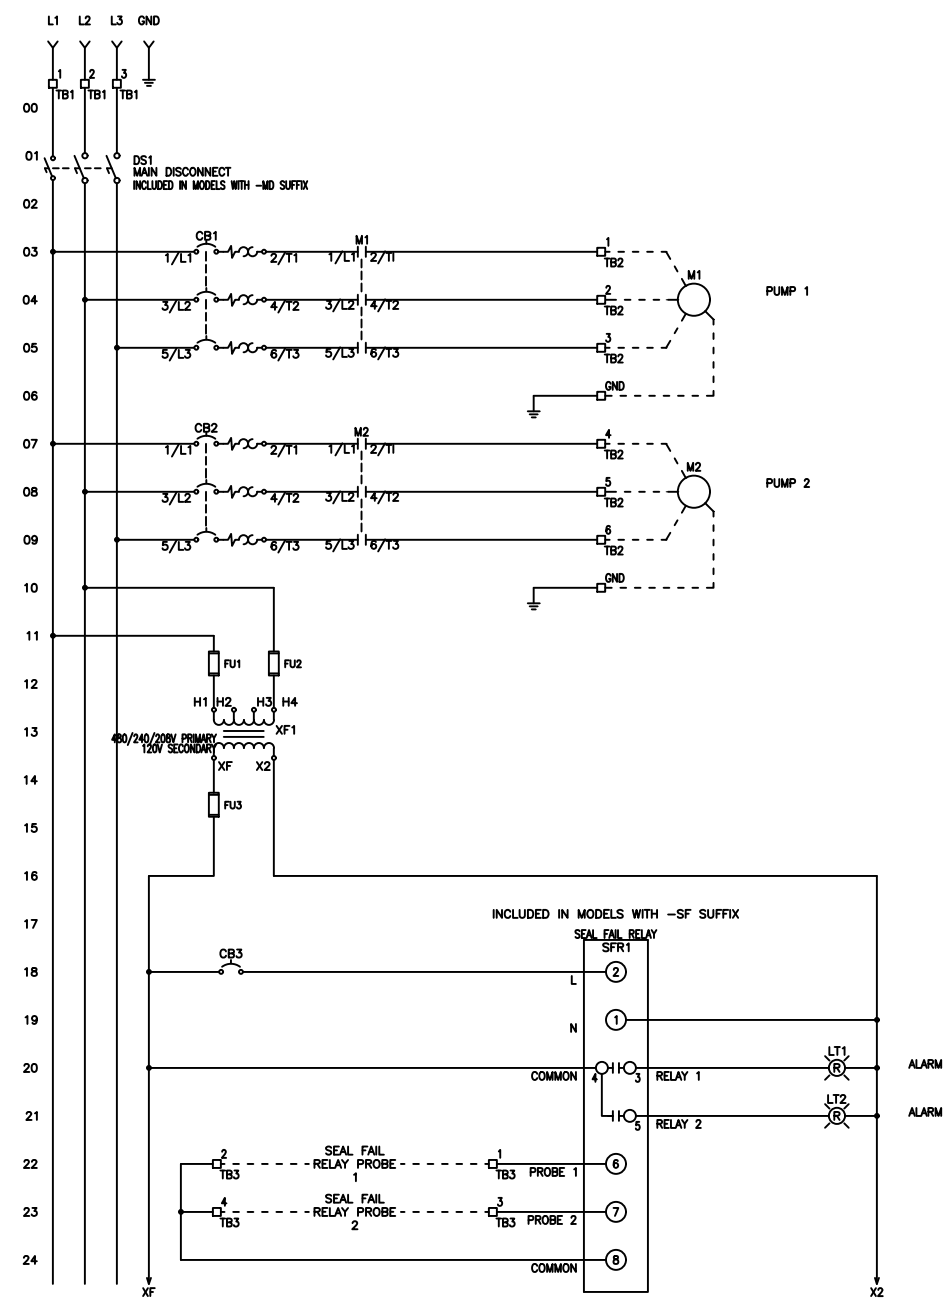 L1 L2 L3 GND
1 2 3
TB1 TB1 TB1
00
01 DS1
MAIN DISCONNECT
INCLUDED IN MODELS WITH -MD SUFFIX
02
CB1 M1 1
03 1/L1 2/T1 1/L1 2/T1 TB2
M1
2
04 3/L2 4/T2 3/L2 4/T2 TB2 PUMP 1
3
05 5/L3 6/T3 5/L3 6/T3 TB2
06 GND
CB2 M2 4
07 1/L1 2/T1 1/L1 2/T1 TB2
M2
5
08 3/L2 4/T2 3/L2 4/T2 TB2 PUMP 2
6
09 5/L3 6/T3 5/L3 6/T3 TB2
10 GND
11
FU1 FU2
12
H1 H2 H3 H4
13 XF1
480/240/208V PRIMARY
120V SECONDARY
XF X2
14
FU3
15
16
INCLUDED IN MODELS WITH -SF SUFFIX
17
SEAL FAIL RELAY
SFR1
CB3
18 2
L
19 1
N
LT1
20 R ALARM
COMMON 4 3 RELAY 1
LT2
21 R ALARM
5 RELAY 2
SEAL FAIL
22 2 RELAY PROBE 1 6
TB3 1 TB3 PROBE 1
SEAL FAIL
23 4 RELAY PROBE 3 7
TB3 2 TB3 PROBE 2
24 8
COMMON
XF X2